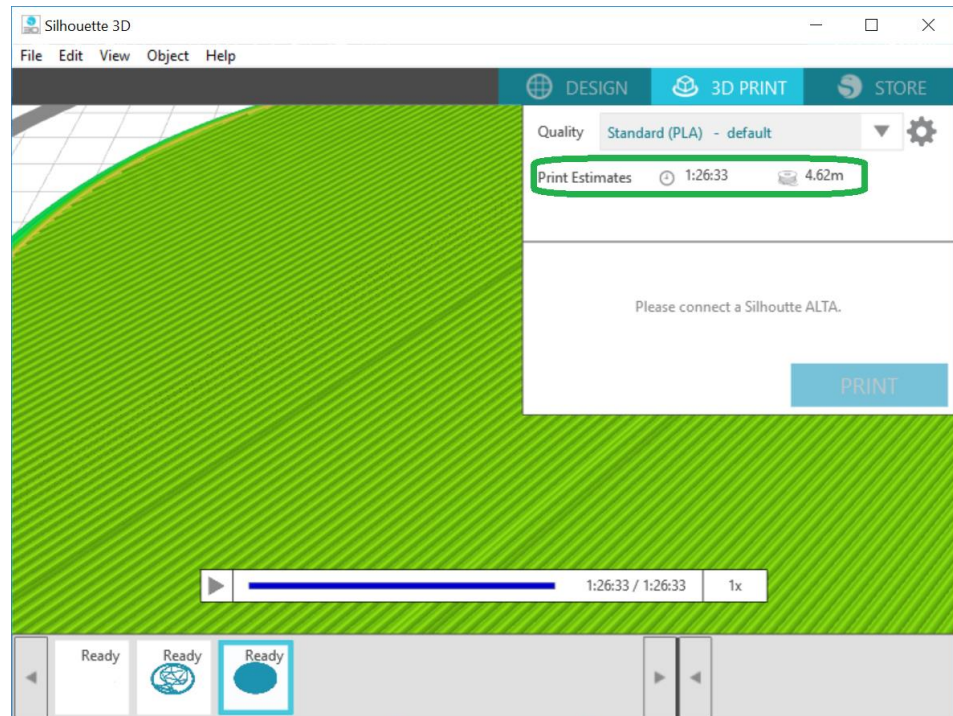 Silhouette 3D
File Edit View Object Help
DESIGN 3D PRINT STORE
Quality Standard (PLA) - default
Print Estimates 1:26:33 4.62m
Please connect a Silhoutte ALTA.
PRINT
1:26:33 / 1:26:33 1x
Ready Ready Ready